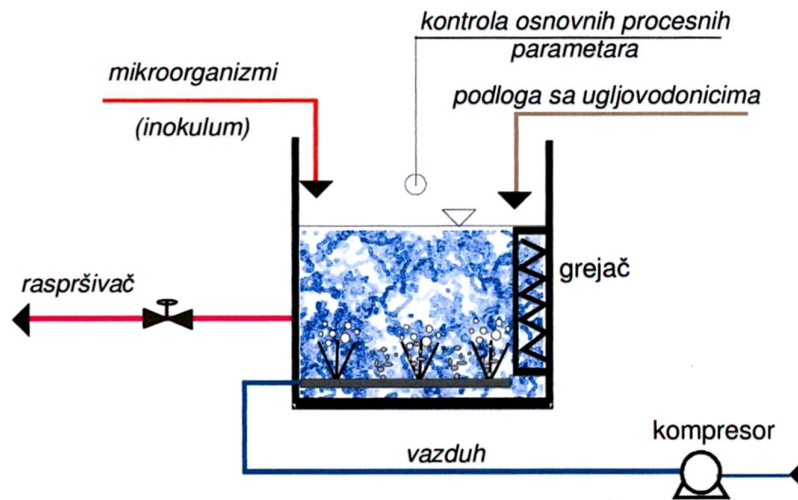 kontrola osnovnih procesnih
parametara
mikroorganizmi
(inokulum)
podloga sa ugljovodonicima
grejač
raspršivač
kompresor
vazduh